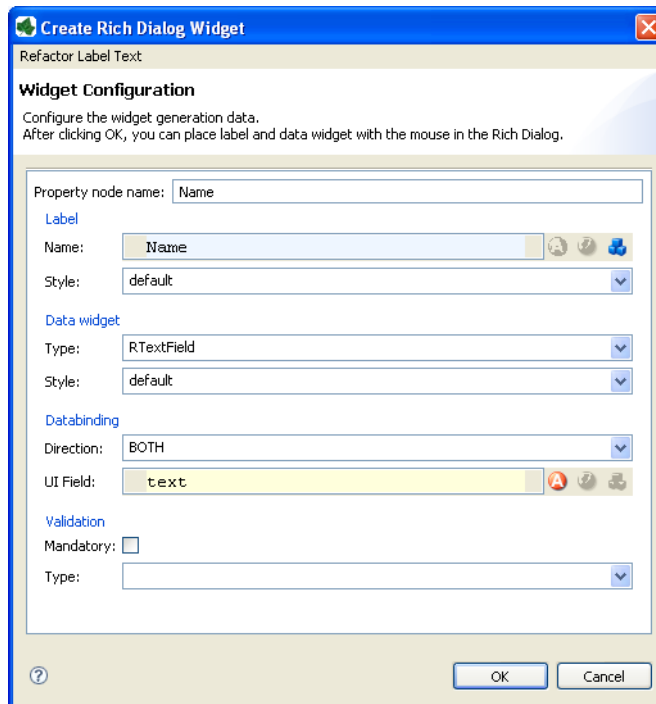 Create Rich Dialog Widget
Refactor Label Text
Widget Configuration
Configure the widget generation data.
After clicking OK, you can place label and data widget with the mouse in the Rich Dialog.
Property node name: Name
Label
Name: Name
Style: default
Data widget
Type: RTextField
Style: default
Databinding
Direction: BOTH
UI Field: text
Validation
Mandatory:
Type:
OK Cancel